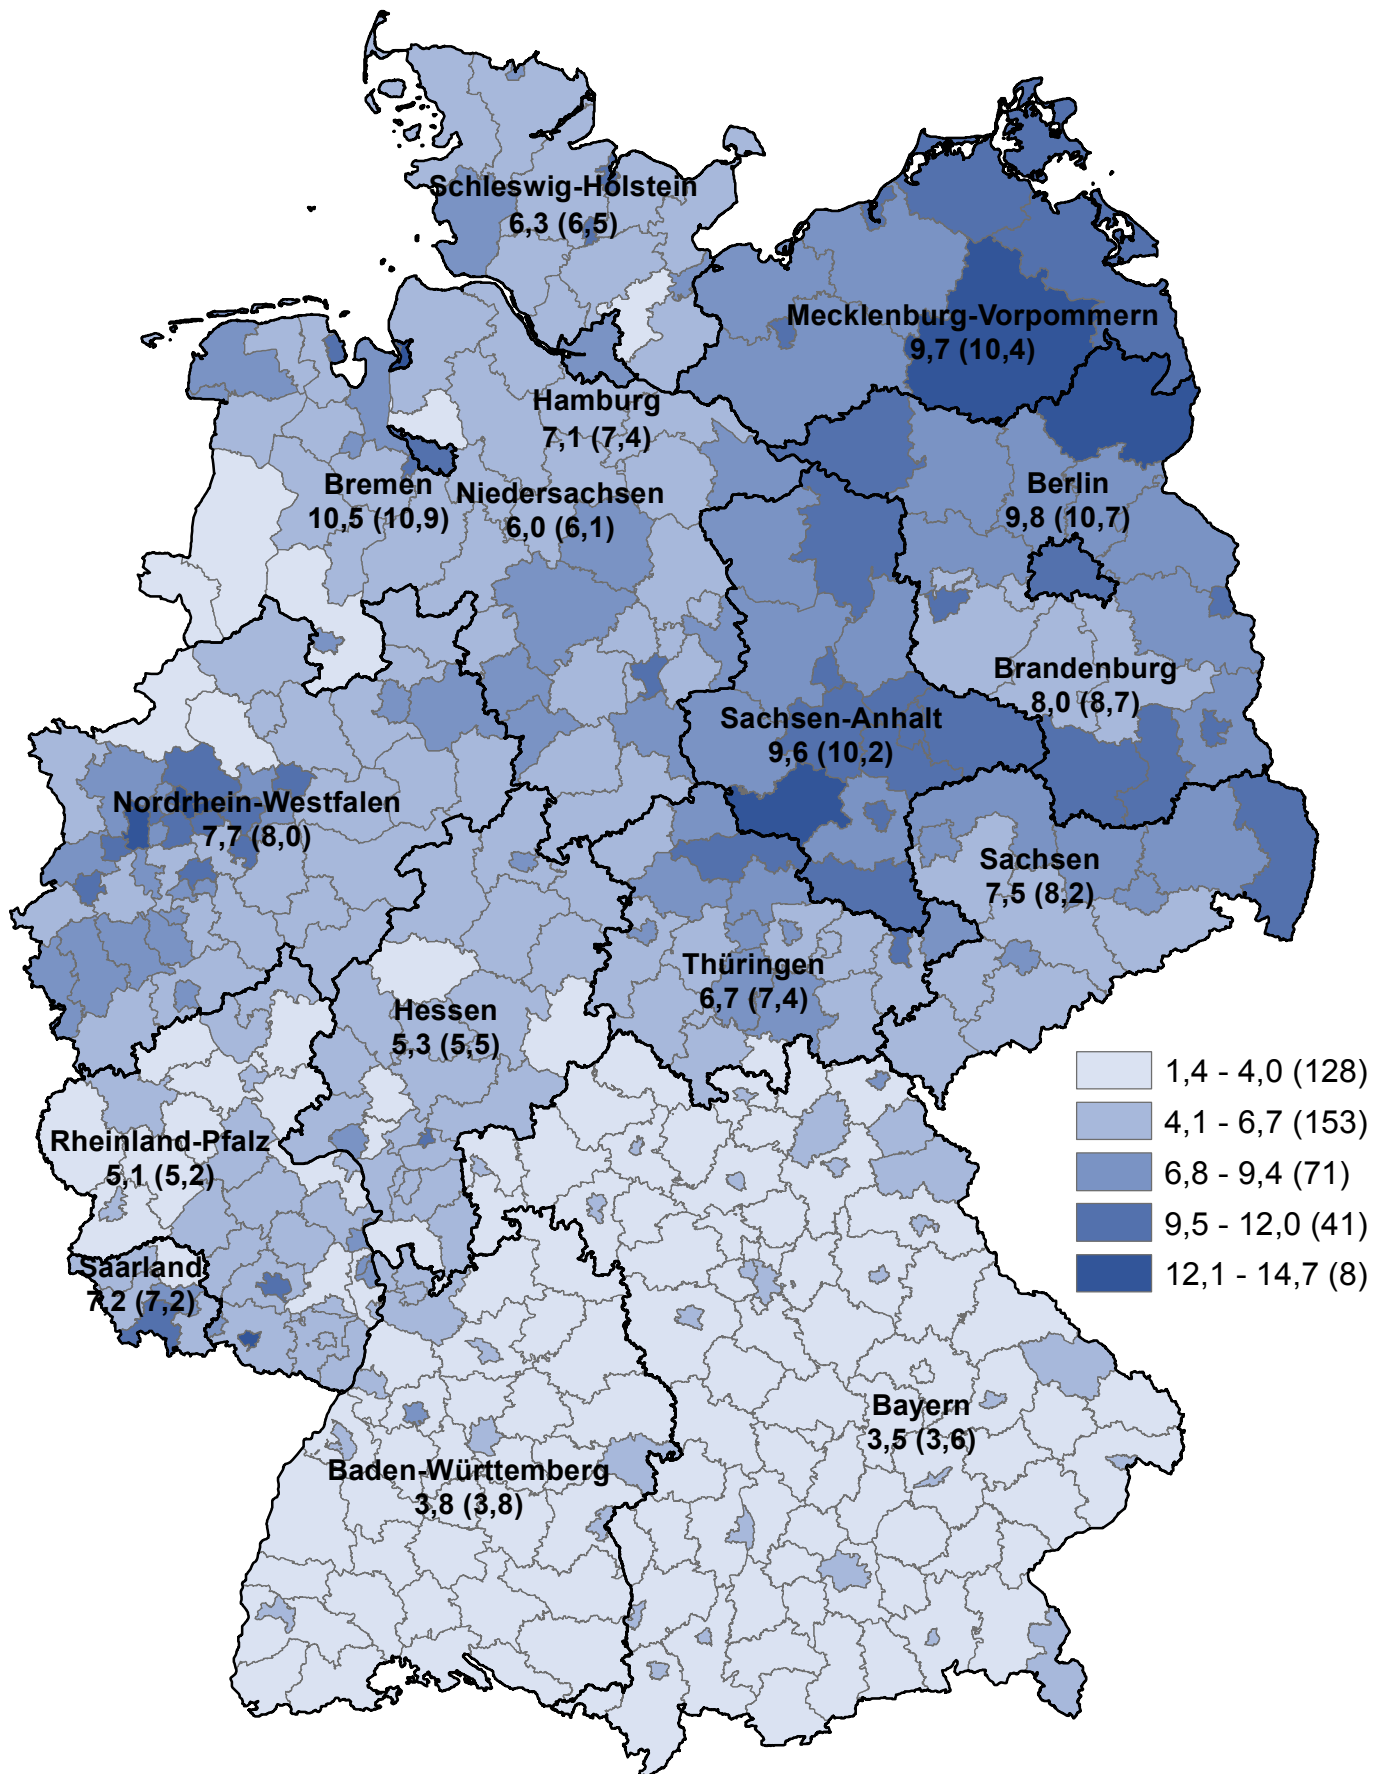 Schleswig-Holstein
6,3 (6,5)
Mecklenburg-Vorpommern
9,7 (10,4)
Hamburg
7,1 (7,4)
Bremen
10,5 (10,9)
Niedersachsen
6,0 (6,1)
Berlin
9,8 (10,7)
Brandenburg
8,0 (8,7)
Sachsen-Anhalt
9,6 (10,2)
Nordrhein-Westfalen
7,7 (8,0)
Sachsen
7,5 (8,2)
Thüringen
6,7 (7,4)
Hessen
5,3 (5,5)
Rheinland-Pfalz
5,1 (5,2)
Saarland
7,2 (7,2)
Bayern
3,5 (3,6)
Baden-Württemberg
3,8 (3,8)
1,4 - 4,0 (128)
4,1 - 6,7 (153)
6,8 - 9,4 (71)
9,5 - 12,0 (41)
12,1 - 14,7 (8)